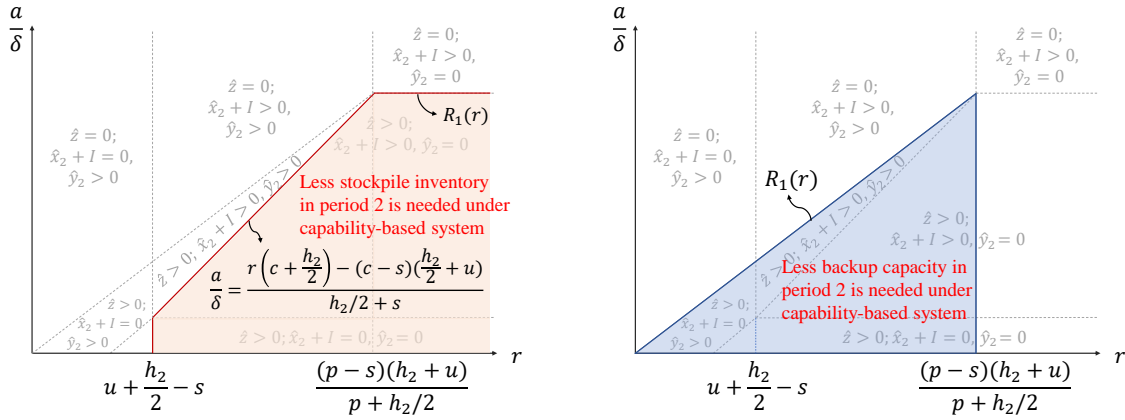 a/δ
ẑ = 0;
x̂₂ + I > 0,
ŷ₂ = 0
ẑ = 0;
x̂₂ + I > 0,
ŷ₂ > 0
R₁(r)
ẑ = 0;
x̂₂ + I = 0,
ŷ₂ > 0
ẑ > 0;
x̂₂ + I > 0, ŷ₂ = 0
ẑ > 0; x̂₂ + I > 0, ŷ₂ > 0
Less stockpile inventory
in period 2 is needed under
capability-based system
a/δ = (r(c + h₂/2) − (c − s)(h₂/2 + u))/(h₂/2 + s)
ẑ > 0;
x̂₂ + I = 0
ŷ₂ > 0
ẑ > 0; x̂₂ + I = 0, ŷ₂ = 0
r
u + h₂/2 − s
(p − s)(h₂ + u)/(p + h₂/2)
a/δ
ẑ = 0;
x̂₂ + I > 0,
ŷ₂ = 0
ẑ = 0;
x̂₂ + I > 0,
ŷ₂ > 0
ẑ = 0;
x̂₂ + I = 0,
ŷ₂ > 0
R₁(r)
ẑ > 0; x̂₂ + I > 0, ŷ₂ > 0
ẑ > 0;
x̂₂ + I > 0, ŷ₂ = 0
Less backup capacity in
period 2 is needed under
capability-based system
ẑ > 0;
x̂₂ + I = 0
ŷ₂ > 0
ẑ > 0; x̂₂ + I = 0, ŷ₂ = 0
r
u + h₂/2 − s
(p − s)(h₂ + u)/(p + h₂/2)